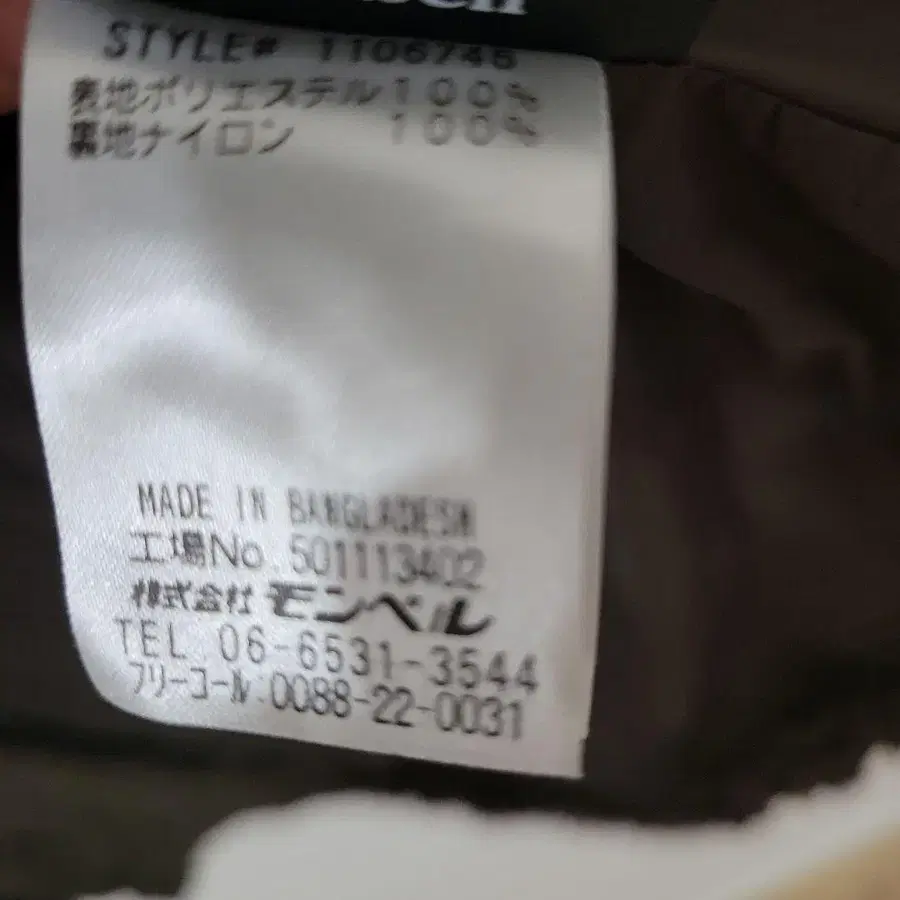 STYLE# 1106746
表地ポリエステル100%
裏地ナイロン 100%
MADE IN BANGLADESH
工場No.501113402
株式会社 モンベル
TEL 06-6531-3544
フリーコール:0088-22-0031